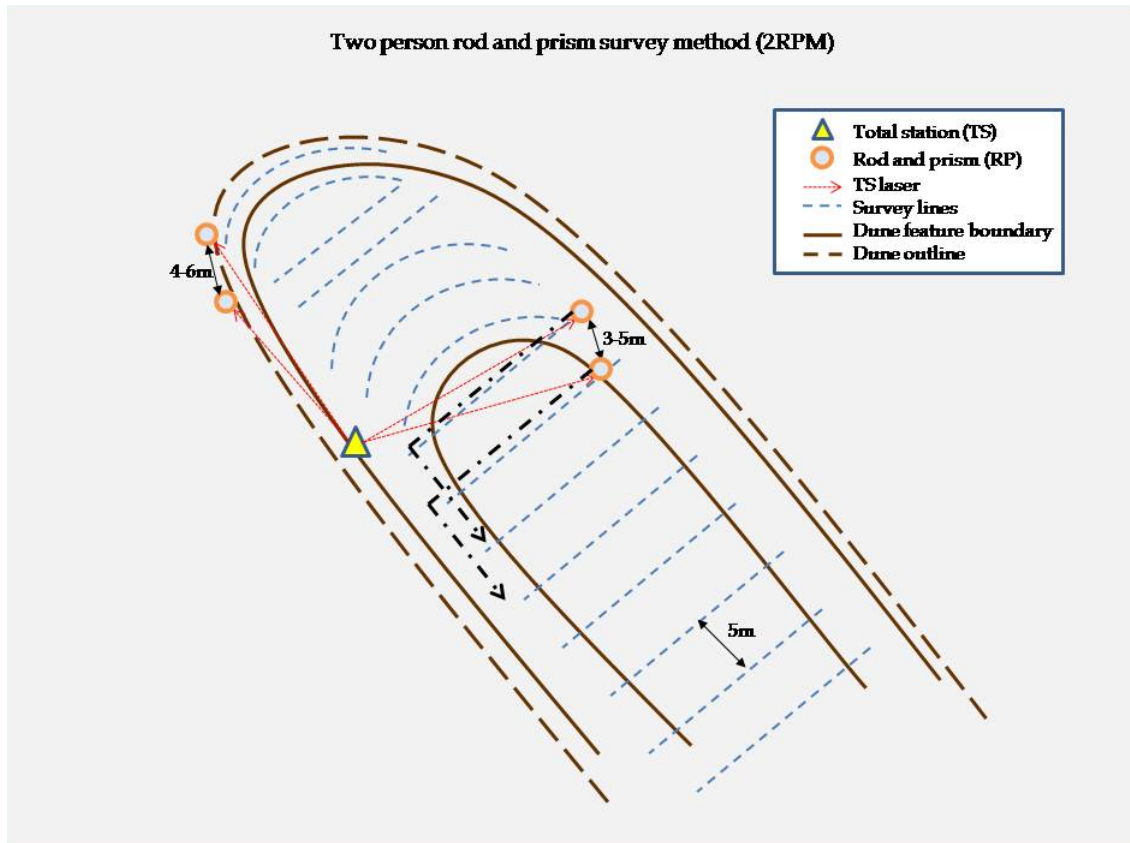 Two person rod and prism survey method (2RPM)
Total station (TS)
Rod and prism (RP)
TS laser
Survey lines
Dune feature boundary
Dune outline
4-6m
3-5m
5m